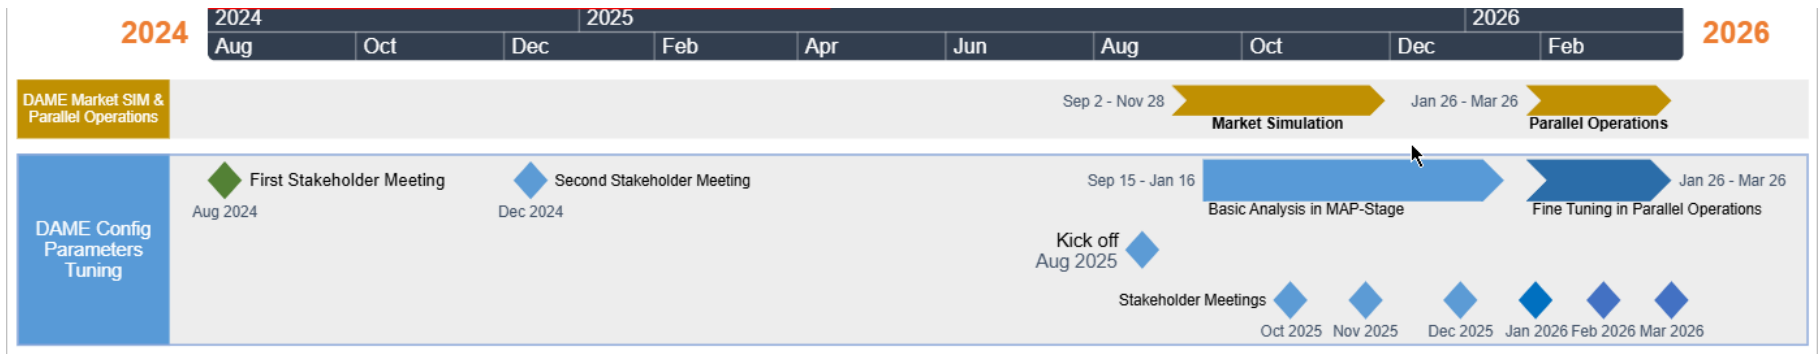 2024
2024 2025 2026
Aug Oct Dec Feb Apr Jun Aug Oct Dec Feb
2026
DAME Market SIM &
Parallel Operations
Sep 2 - Nov 28
Market Simulation
Jan 26 - Mar 26
Parallel Operations
DAME Config
Parameters
Tuning
First Stakeholder Meeting
Aug 2024
Second Stakeholder Meeting
Dec 2024
Sep 15 - Jan 16
Basic Analysis in MAP-Stage
Jan 26 - Mar 26
Fine Tuning in Parallel Operations
Kick off
Aug 2025
Stakeholder Meetings
Oct 2025 Nov 2025 Dec 2025 Jan 2026 Feb 2026 Mar 2026